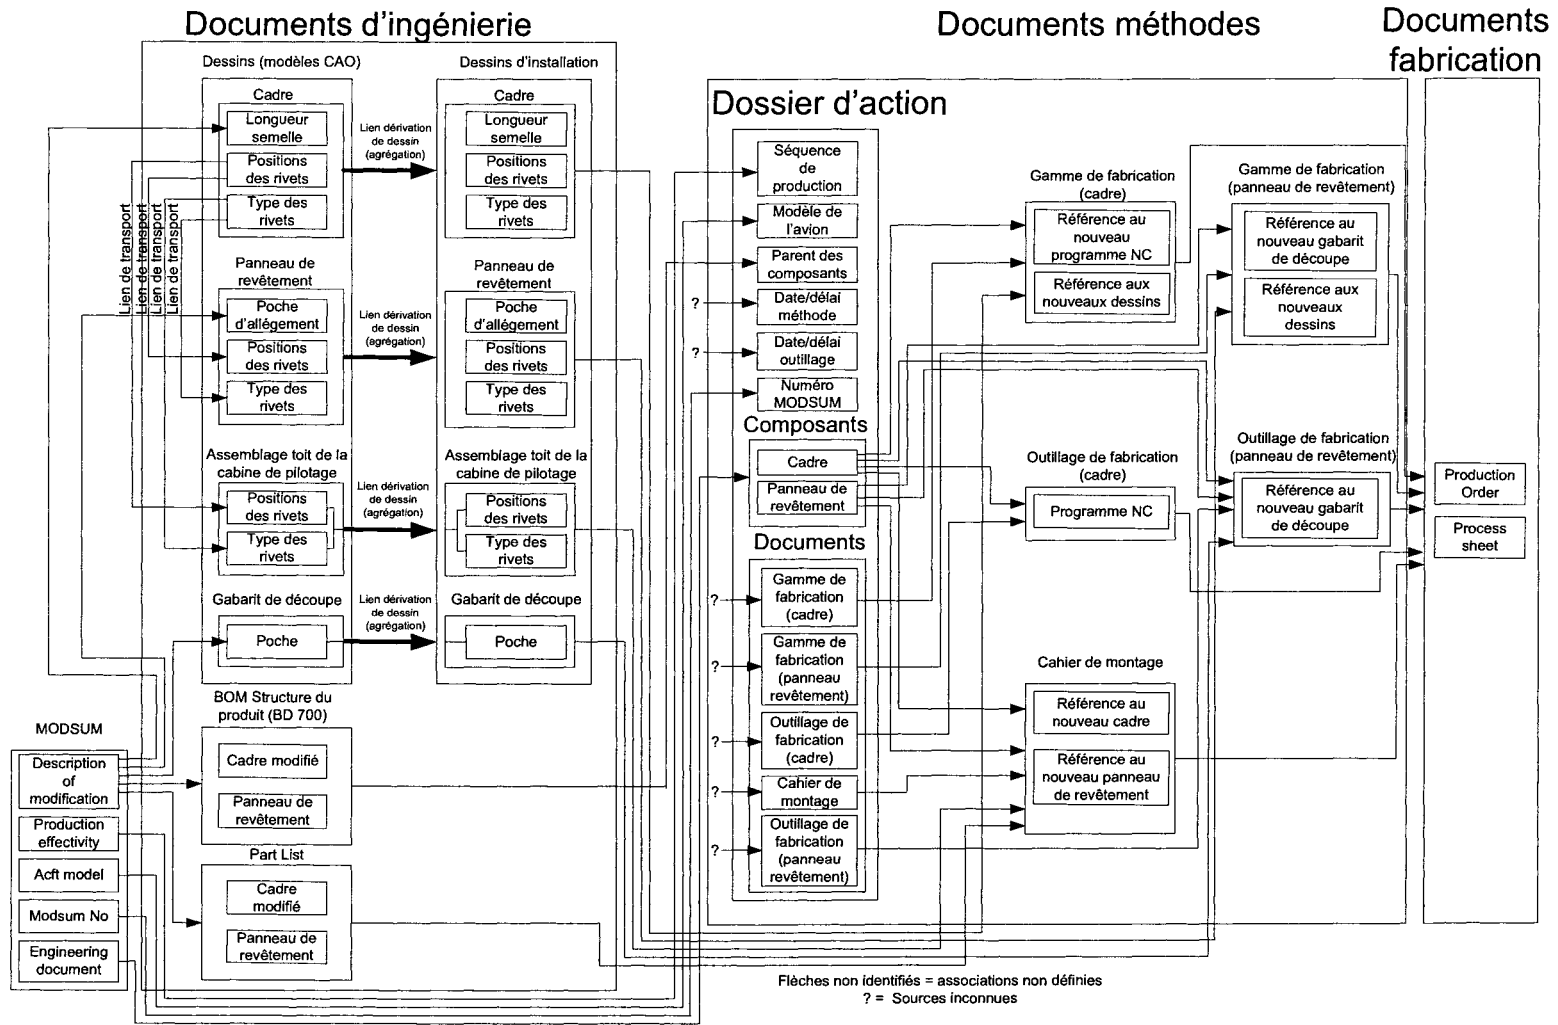 Documents d'ingénierie
Documents méthodes
Documents
fabrication
Dessins (modèles CAO)
Cadre
Longueur
semelle
Positions
des rivets
Type des
rivets
Lien de transport
Lien de transport
Lien de transport
Lien de transport
Panneau de
revêtement
Poche
d'allégement
Positions
des rivets
Type des
rivets
Assemblage toit de la
cabine de pilotage
Positions
des rivets
Type des
rivets
Gabarit de découpe
Poche
Lien dérivation
de dessin
(agrégation)
Lien dérivation
de dessin
(agrégation)
Lien dérivation
de dessin
(agrégation)
Lien dérivation
de dessin
(agrégation)
Dessins d'installation
Cadre
Longueur
semelle
Positions
des rivets
Type des
rivets
Panneau de
revêtement
Poche
d'allégement
Positions
des rivets
Type des
rivets
Assemblage toit de la
cabine de pilotage
Positions
des rivets
Type des
rivets
Gabarit de découpe
Poche
BOM Structure du
produit (BD 700)
Cadre modifié
Panneau de
revêtement
Part List
Cadre
modifié
Panneau de
revêtement
MODSUM
Description
of
modification
Production
effectivity
Acft model
Modsum No
Engineering
document
Dossier d'action
Séquence
de
production
Modèle de
l'avion
Parent des
composants
?
Date/délai
méthode
?
Date/délai
outillage
Numéro
MODSUM
Composants
Cadre
Panneau de
revêtement
Documents
?
Gamme de
fabrication
(cadre)
?
Gamme de
fabrication
(panneau
revêtement)
?
Outillage de
fabrication
(cadre)
?
Cahier de
montage
?
Outillage de
fabrication
(panneau
revêtement)
Gamme de fabrication
(cadre)
Référence au
nouveau
programme NC
Référence aux
nouveaux dessins
Outillage de fabrication
(cadre)
Programme NC
Cahier de montage
Référence au
nouveau cadre
Référence au
nouveau panneau
de revêtement
Gamme de fabrication
(panneau de revêtement)
Référence au
nouveau gabarit
de découpe
Référence aux
nouveaux
dessins
Outillage de fabrication
(panneau de revêtement)
Référence au
nouveau gabarit
de découpe
Production
Order
Process
sheet
Flèches non identifiés = associations non définies
? = Sources inconnues